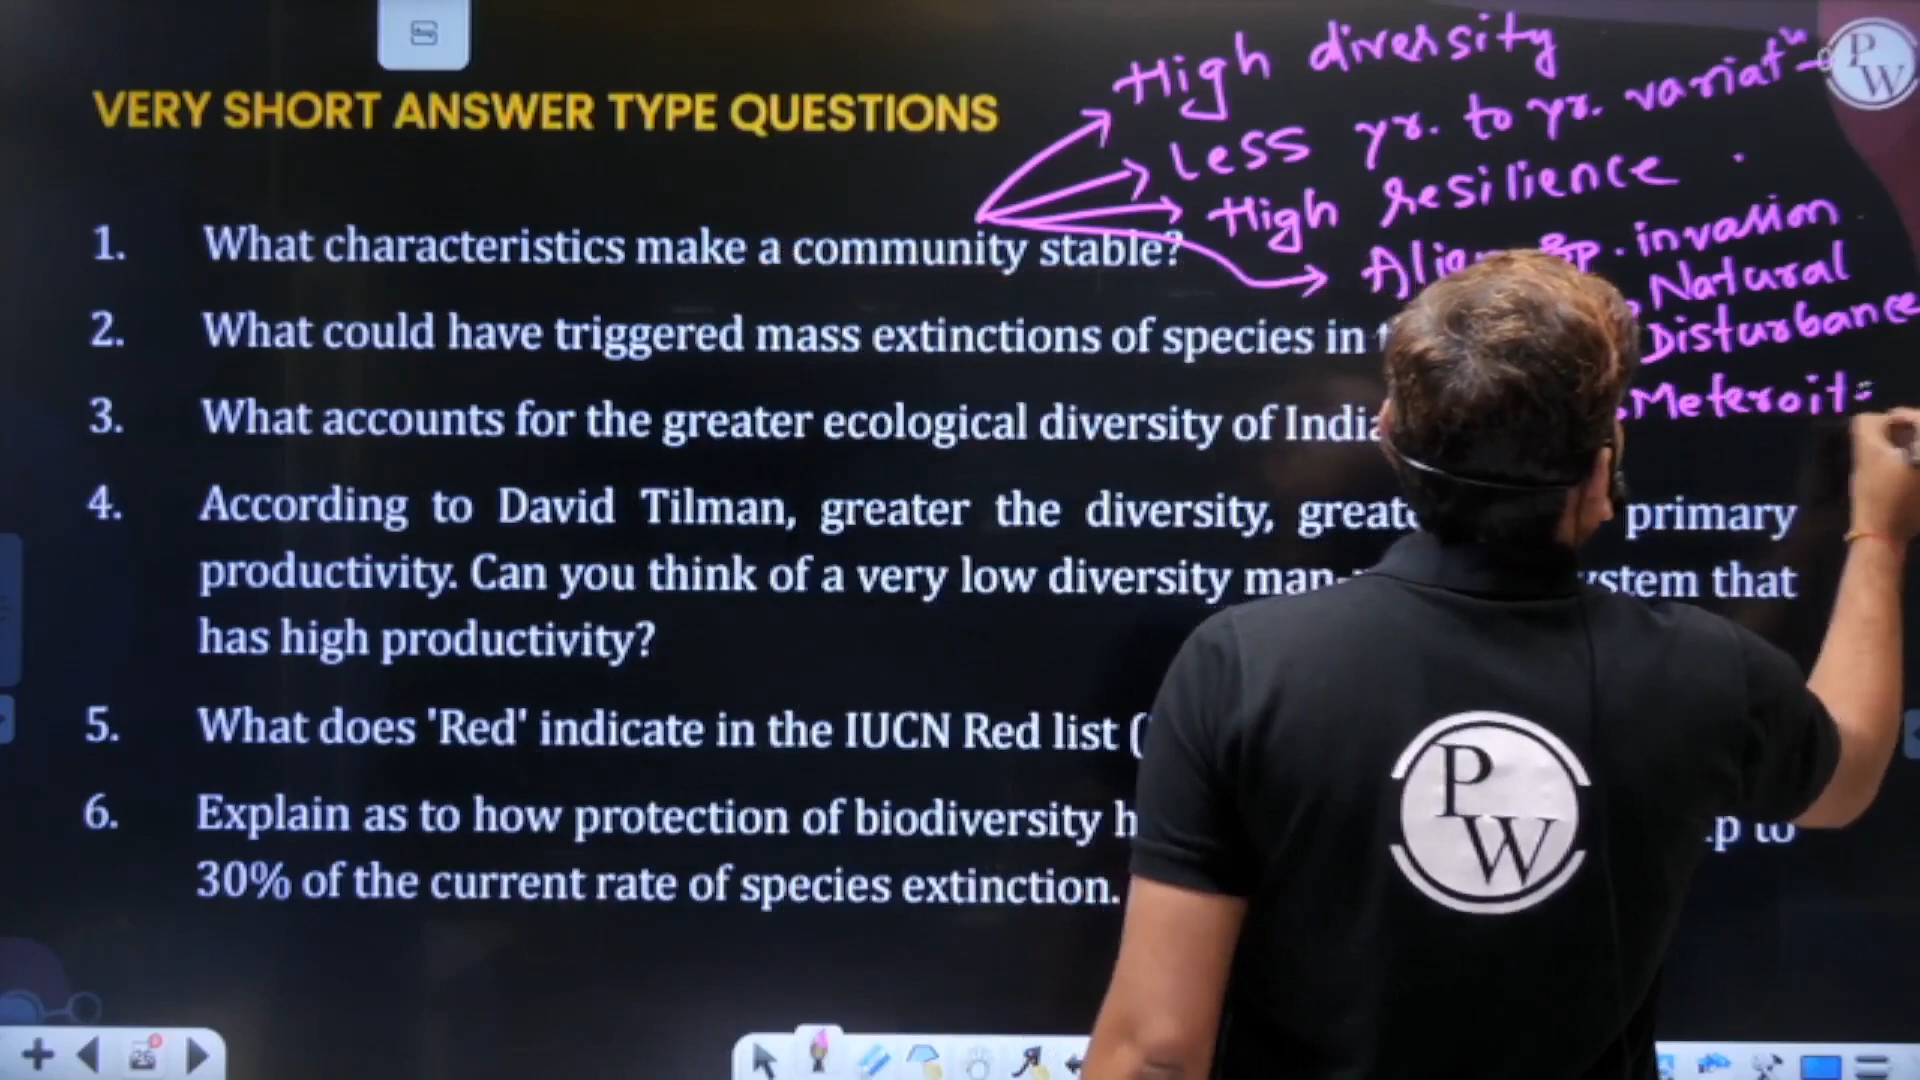 High diversity
VERY SHORT ANSWER TYPE QUESTIONS
Less yr. to yr. variatn
High resilience
1. What characteristics make a community stable?
Alien sp. invasion
Natural
Disturbance
2. What could have triggered mass extinctions of species in
Meteroit
3. What accounts for the greater ecological diversity of India
4. According to David Tilman, greater the diversity, primary
productivity. Can you think of a very low diversity that
has high productivity?
5. What does 'Red' indicate in the IUCN Red list (
6. Explain as to how protection of biodiversity to
30% of the current rate of species extinction.
PW
PW
26